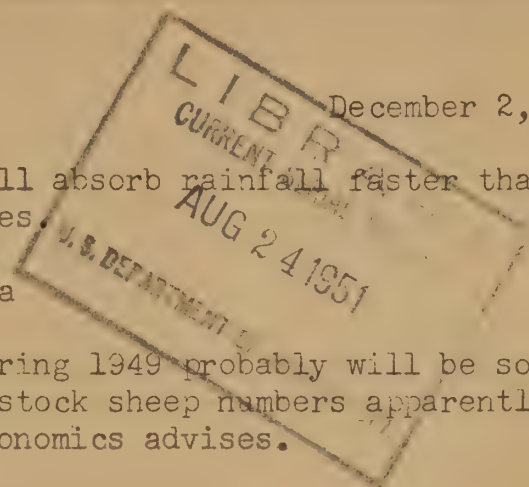 December 2,
LIBR
CURRENT
ll absorb rainfall faster tha
es.
AUG 24 1951
U. S. DEPARTMENT
a
ring 1949 probably will be so
stock sheep numbers apparentl
onomics advises.